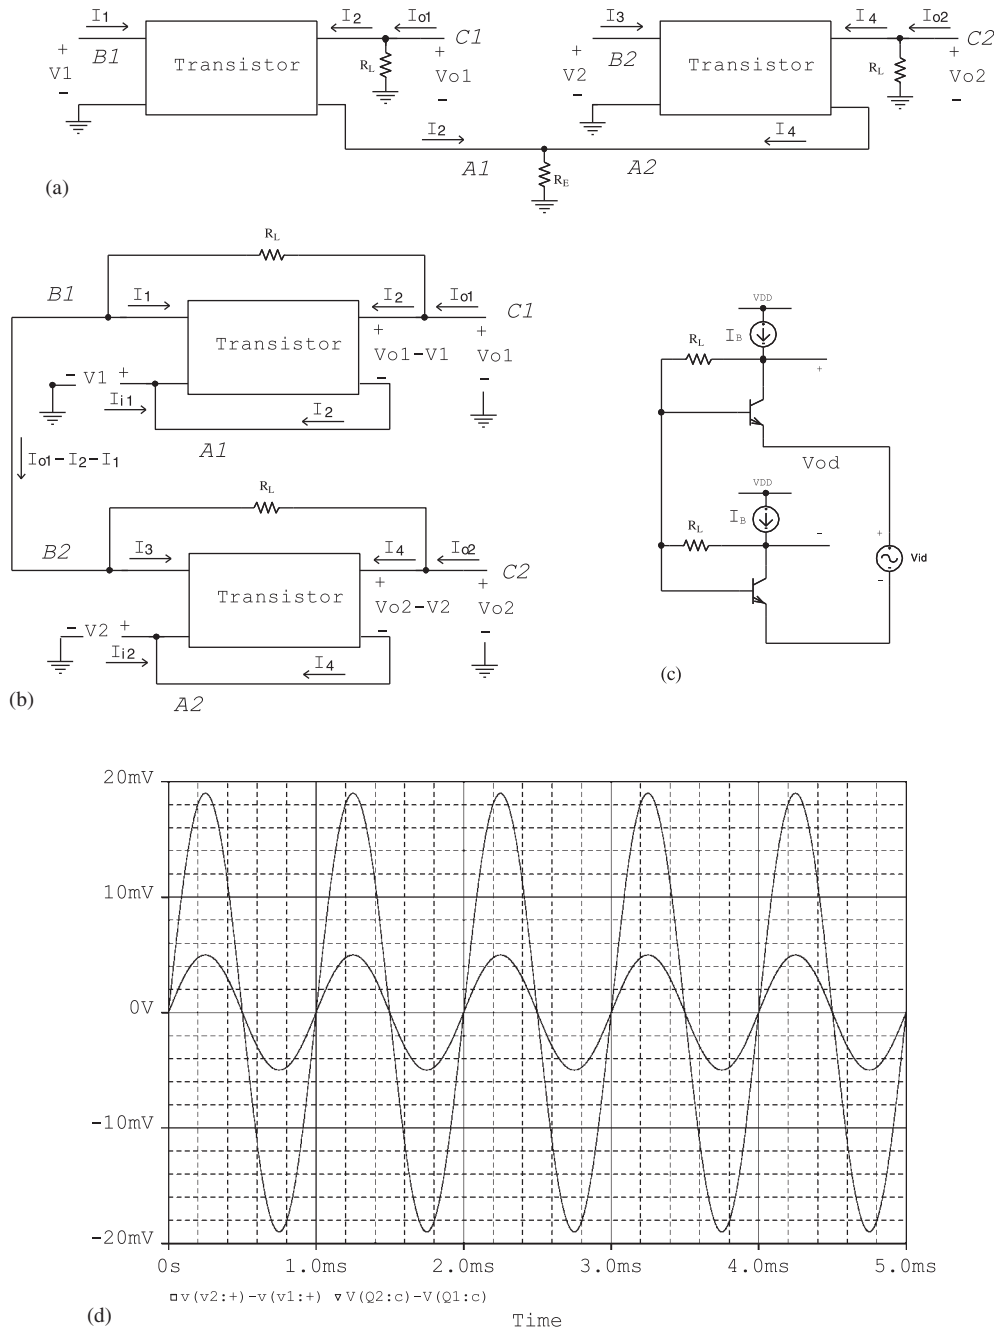 I1 I2 Io1 C1
+ B1 Transistor RL + Vo1 -
V1
-
I3 I4 Io2 C2
+ B2 Transistor RL + Vo2 -
V2
-
I2 I4
A1 RE A2
(a)
RL
B1 I1 I2 Io1 C1
Transistor
+ Vo1-V1 -
+ Vo1 -
- V1 +
Ii1 I2
A1
Io1-I2-I1
RL
B2 I3 I4 Io2 C2
Transistor
+ Vo2-V2 -
+ Vo2 -
- V2 +
Ii2 I4
A2
(b)
VDD
RL IB
+
Vod
VDD
IB
RL -
+
Vid
-
(c)
20mV
10mV
0V
-10mV
-20mV
0s 1.0ms 2.0ms 3.0ms 4.0ms 5.0ms
v(v2:+)-v(v1:+) V(Q2:c)-V(Q1:c)
Time
(d)